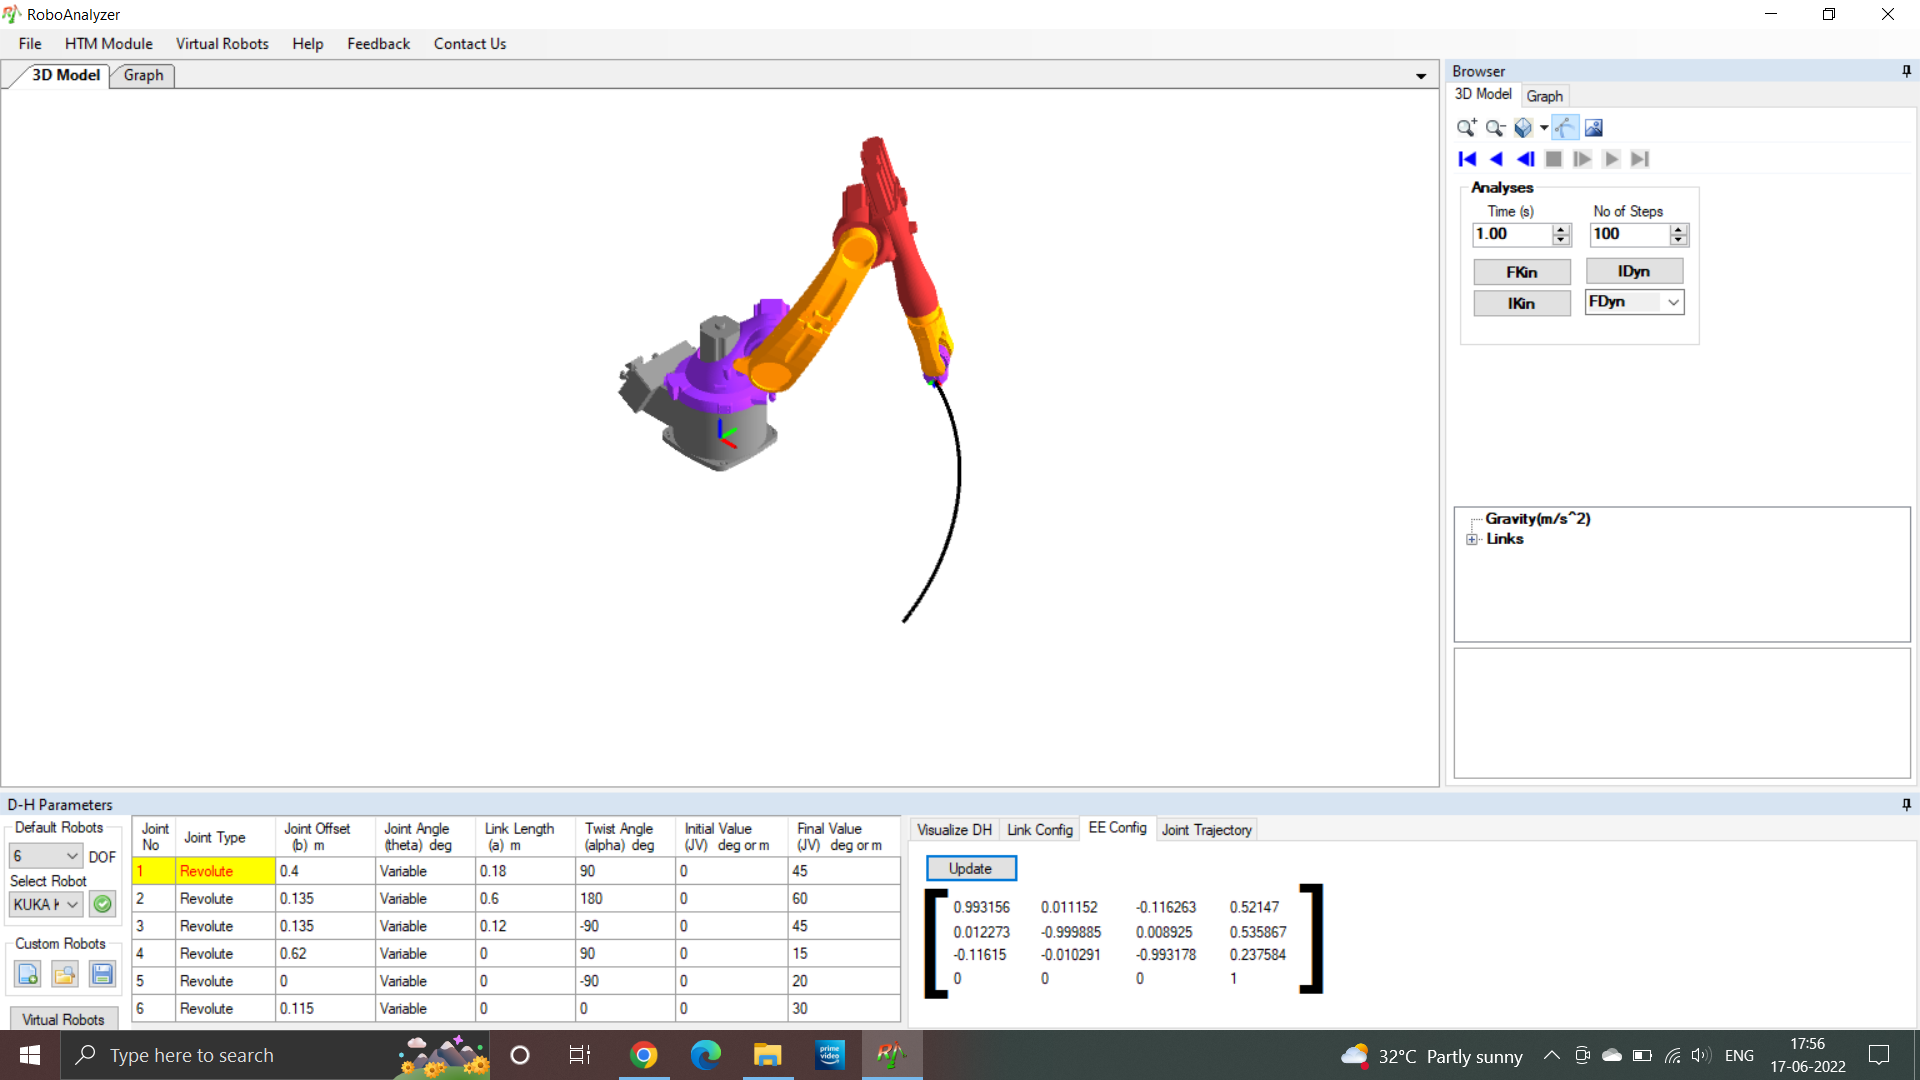 RoboAnalyzer
File HTM Module Virtual Robots Help Feedback Contact Us
3D Model Graph
Browser
3D Model Graph
Analyses
Time (s) No of Steps
1.00 100
FKin IDyn
IKin FDyn
Gravity(m/s^2)
Links
D-H Parameters
Default Robots
6 DOF
Select Robot
KUKA
Custom Robots
Virtual Robots
Joint No Joint Type Joint Offset (b) m Joint Angle (theta) deg Link Length (a) m Twist Angle (alpha) deg Initial Value (JV) deg or m Final Value (JV) deg or m
1 Revolute 0.4 Variable 0.18 90 0 45
2 Revolute 0.135 Variable 0.6 180 0 60
3 Revolute 0.135 Variable 0.12 -90 0 45
4 Revolute 0.62 Variable 0 90 0 15
5 Revolute 0 Variable 0 -90 0 20
6 Revolute 0.115 Variable 0 0 0 30
Visualize DH Link Config EE Config Joint Trajectory
Update
0.993156 0.011152 -0.116263 0.52147
0.012273 -0.999885 0.008925 0.535867
-0.11615 -0.010291 -0.993178 0.237584
0 0 0 1
Type here to search
prime video
32°C Partly sunny
ENG
17:56
17-06-2022